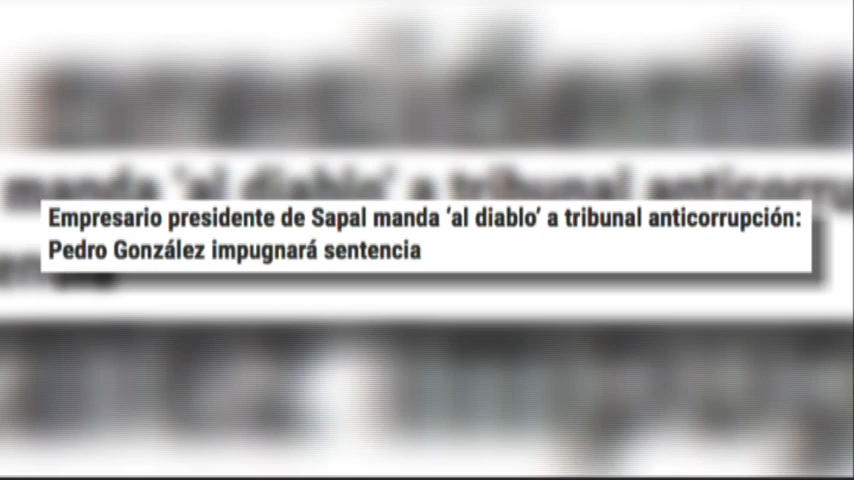 Empresario presidente de Sapal manda ‘al diablo’ a tribunal anticorrupción:
Pedro González impugnará sentencia